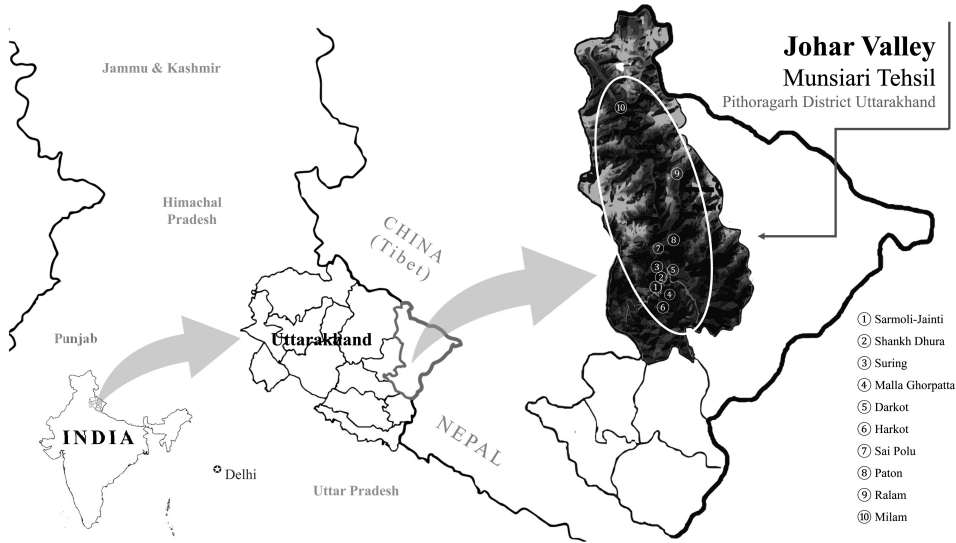 Jammu & Kashmir
Himachal
Pradesh
Punjab
INDIA
Delhi
Uttar Pradesh
Uttarakhand
CHINA
(Tibet)
NEPAL
Johar Valley
Munsiari Tehsil
Pithoragarh District Uttarakhand
⑩
⑨
⑧
⑦
③
⑤
②
①
④
⑥
① Sarmoli-Jainti
② Shankh Dhura
③ Suring
④ Malla Ghorpatta
⑤ Darkot
⑥ Harkot
⑦ Sai Polu
⑧ Paton
⑨ Ralam
⑩ Milam